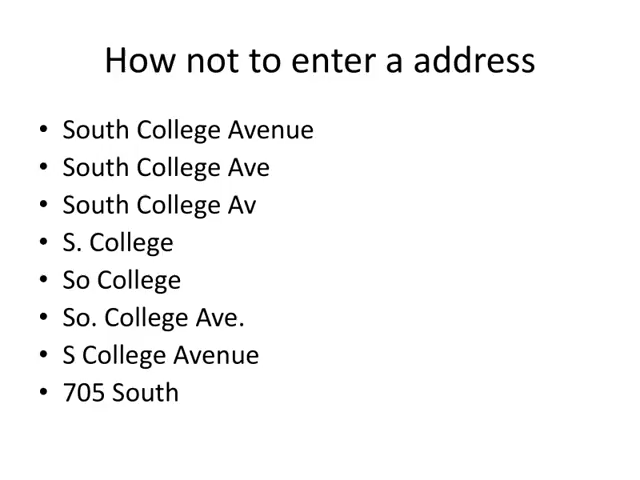 How not to enter a address
• South College Avenue
• South College Ave
• South College Av
• S. College
• So College
• So. College Ave.
• S College Avenue
• 705 South